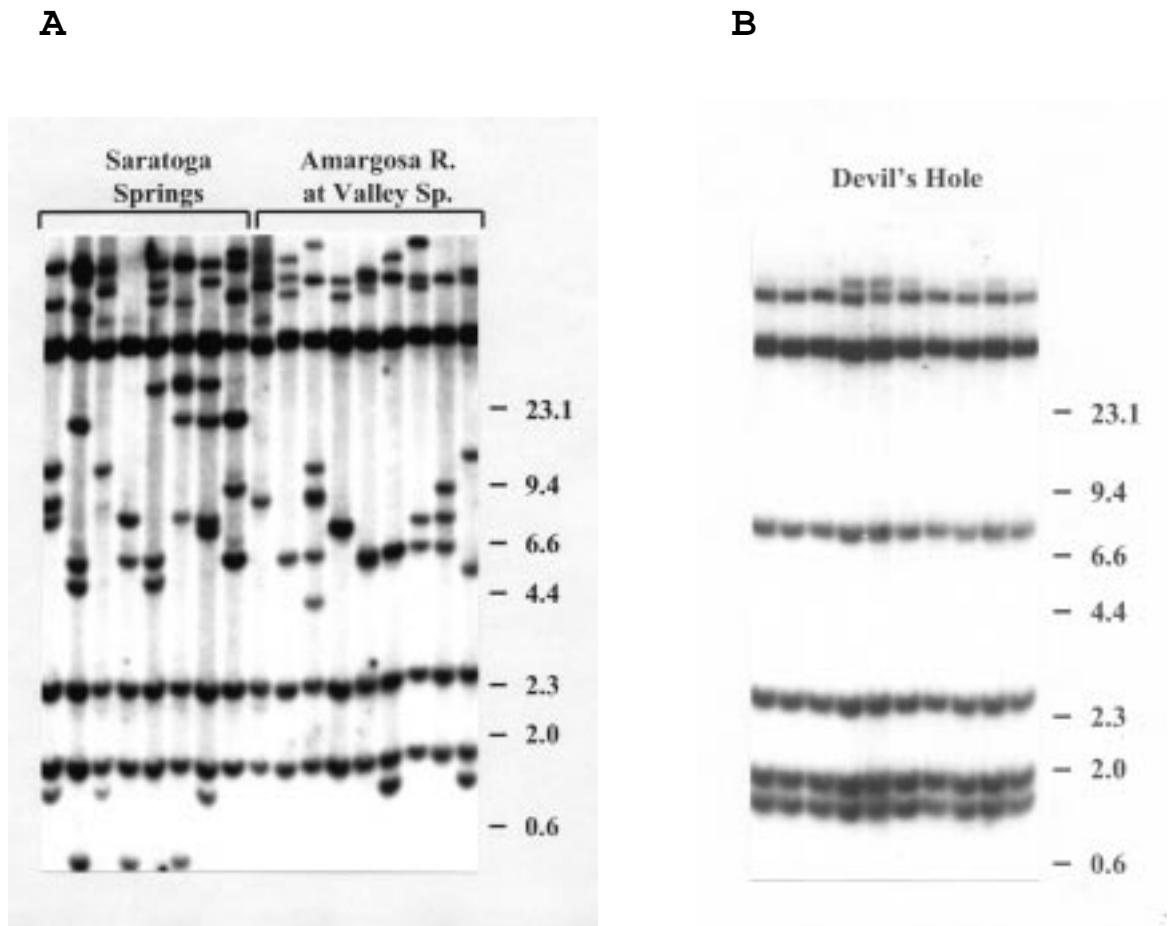 A
B
Saratoga
Springs
Amargosa R.
at Valley Sp.
– 23.1
– 9.4
– 6.6
– 4.4
– 2.3
– 2.0
– 0.6
Devil's Hole
– 23.1
– 9.4
– 6.6
– 4.4
– 2.3
– 2.0
– 0.6